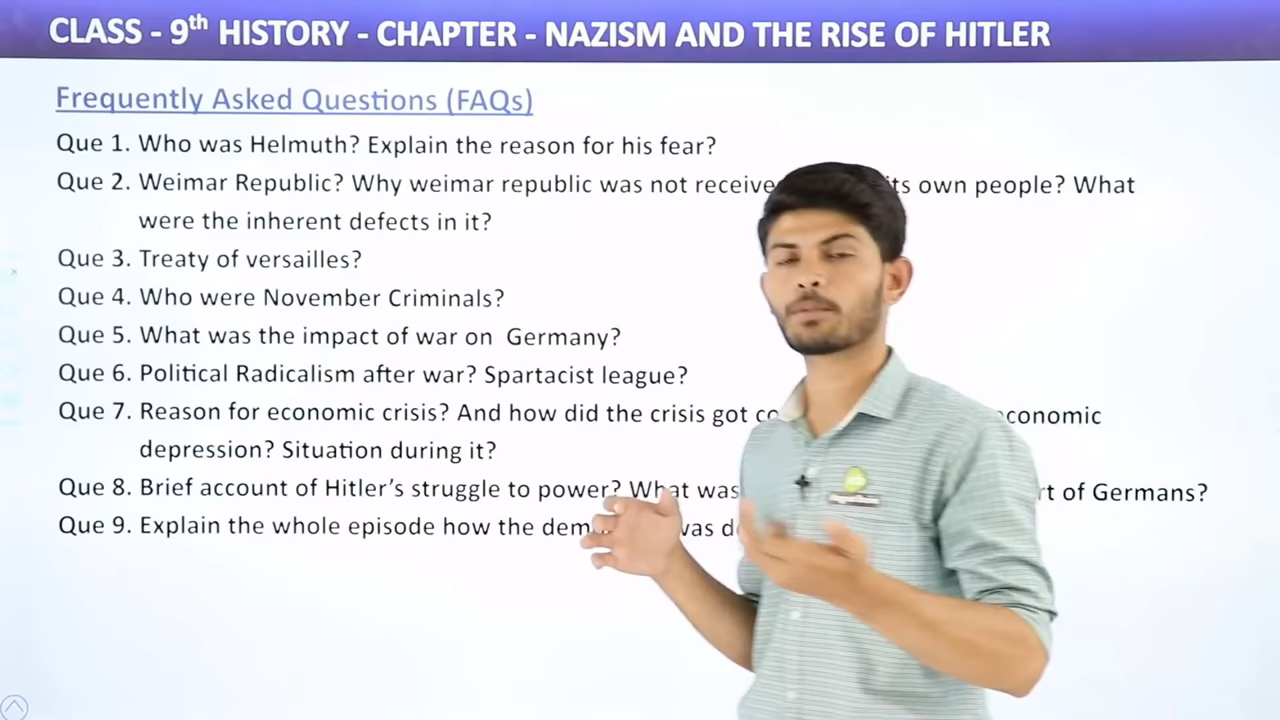 CLASS - 9th HISTORY - CHAPTER - NAZISM AND THE RISE OF HITLER
Frequently Asked Questions (FAQs)
Que 1. Who was Helmuth? Explain the reason for his fear?
Que 2. Weimar Republic? Why weimar republic was not receive its own people? What
were the inherent defects in it?
Que 3. Treaty of versailles?
Que 4. Who were November Criminals?
Que 5. What was the impact of war on Germany?
Que 6. Political Radicalism after war? Spartacist league?
Que 7. Reason for economic crisis? And how did the crisis got economic
depression? Situation during it?
Que 8. Brief account of Hitler's struggle to power? What was of Germans?
Que 9. Explain the whole episode how the was